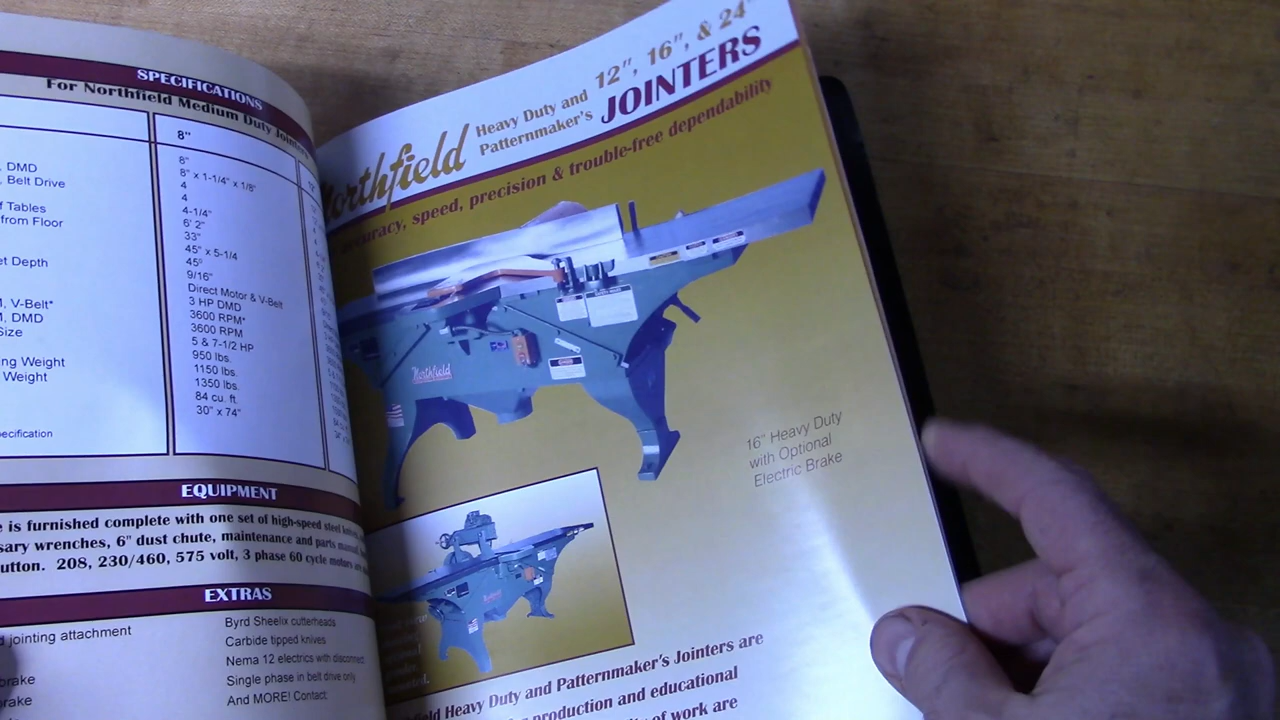 SPECIFICATIONS
For Northfield Medium Duty Jointers
8"
8"
DMD
8" x 1-1/4" x 1/8"
Belt Drive
4
4
Tables
4-1/4"
from Floor
6' 2"
33"
45" x 5-1/4
Depth
45°
9/16"
Direct Motor & V-Belt
V-Belt*
3 HP DMD
DMD
3600 RPM*
Size
3600 RPM
5 & 7-1/2 HP
Weight
950 lbs.
Weight
1150 lbs.
1350 lbs.
84 cu. ft.
30" x 74"
EQUIPMENT
is furnished complete with one set of high-speed steel
wrenches, 6" dust chute, maintenance and parts
208, 230/460, 575 volt, 3 phase 60 cycle motors
EXTRAS
jointing attachment
Byrd Sheelix cutterheads
Carbide tipped knives
Nema 12 electrics with disconnect
Single phase in belt drive only
And MORE! Contact:
Northfield
Heavy Duty and
Patternmaker's
12", 16", & 24"
JOINTERS
accuracy, speed, precision & trouble-free dependability
Northfield
16" Heavy Duty
with Optional
Electric Brake
Heavy Duty and Patternmaker's Jointers are
production and educational
of work are